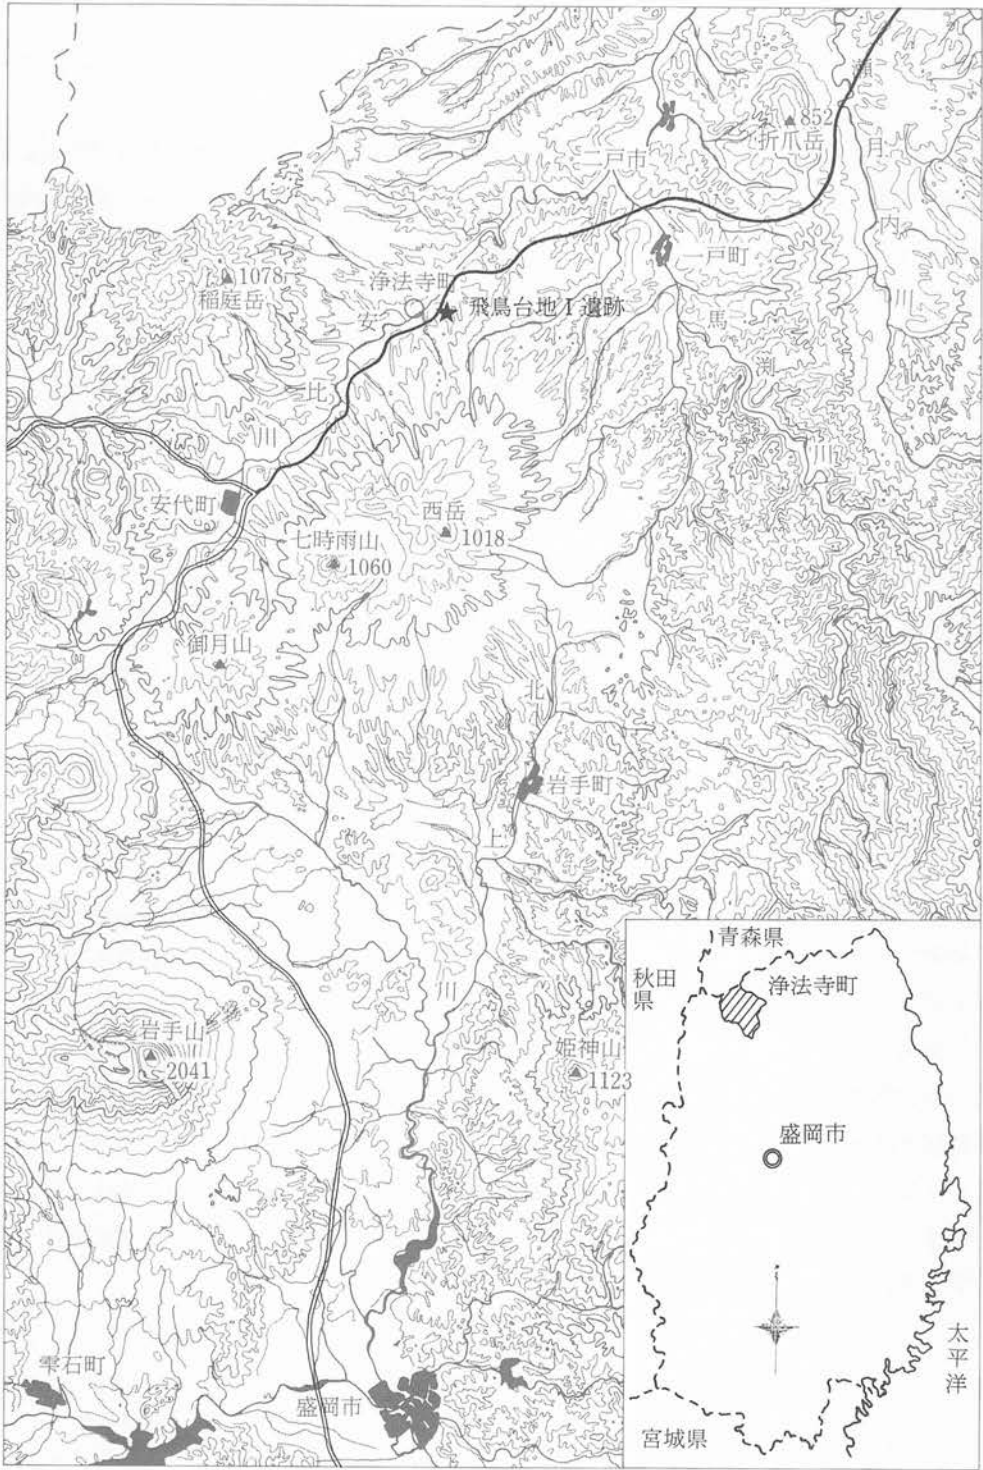 瀬
852
折爪岳
月
二戸市
内
一戸町
川
1078
稲庭岳
浄法寺町
飛鳥台地Ⅰ遺跡
安
馬
比
渕
川
川
安代町
西岳
1018
七時雨山
1060
御月山
北
岩手町
上
川
岩手山
2041
姫神山
1123
雫石町
盛岡市
青森県
秋田県
浄法寺町
盛岡市
太平洋
宮城県